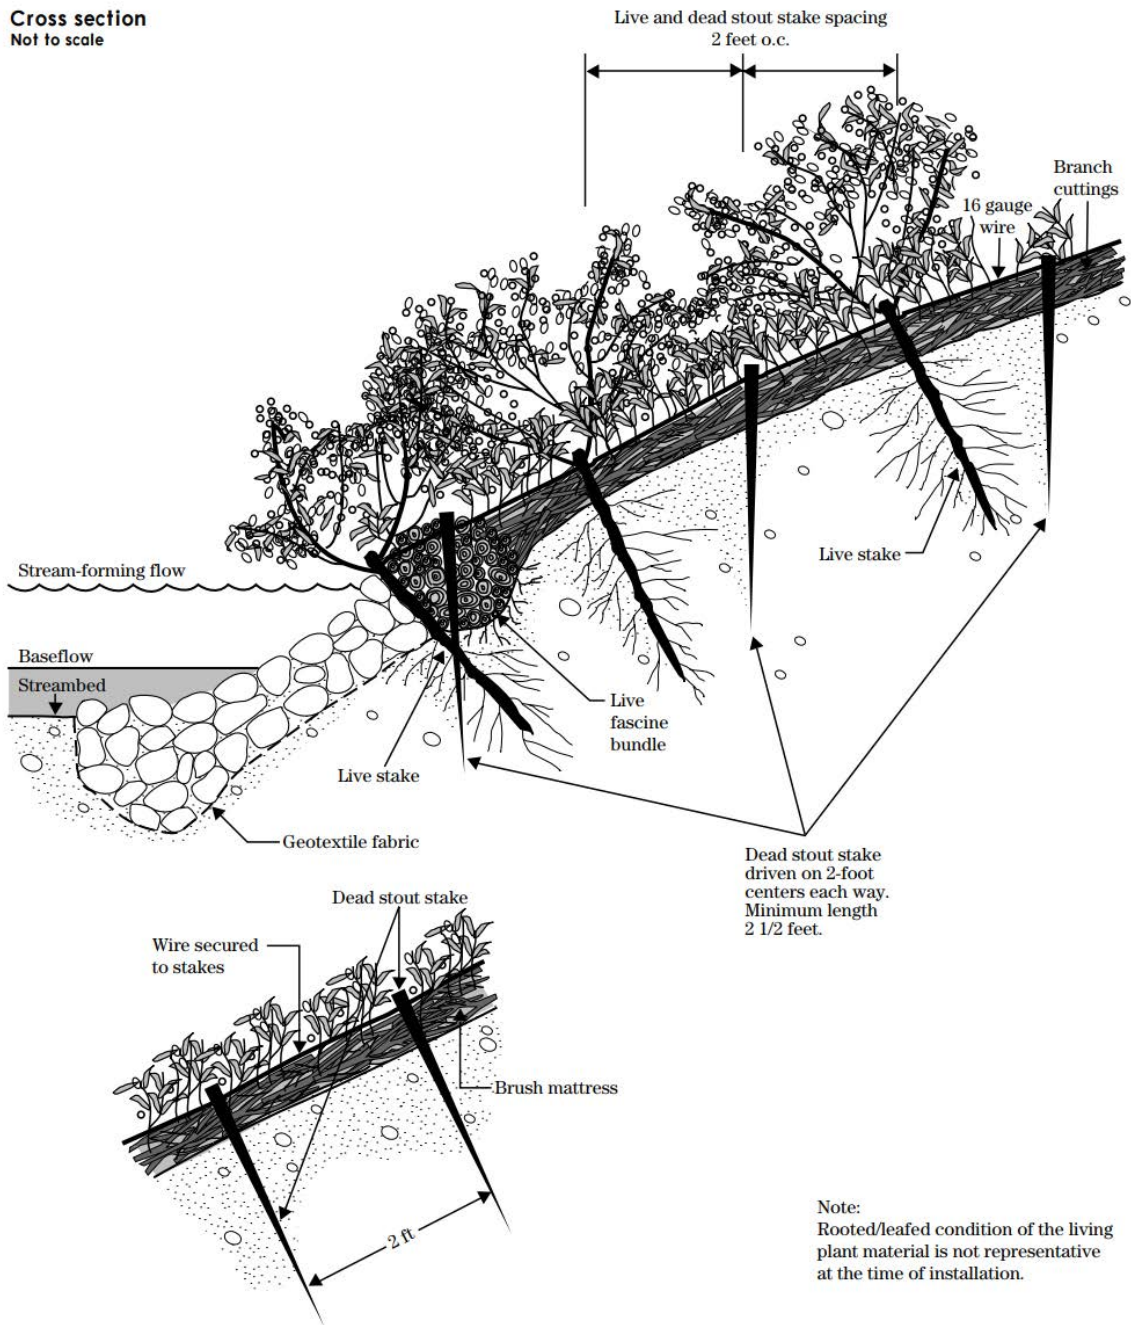 Cross section
Not to scale
Live and dead stout stake spacing
2 feet o.c.
Branch
cuttings
16 gauge
wire
Live stake
Stream-forming flow
Baseflow
Streambed
Live
fascine
bundle
Live stake
Geotextile fabric
Dead stout stake
driven on 2-foot
centers each way.
Minimum length
2 1/2 feet.
Dead stout stake
Wire secured
to stakes
Brush mattress
2 ft
Note:
Rooted/leafed condition of the living
plant material is not representative
at the time of installation.